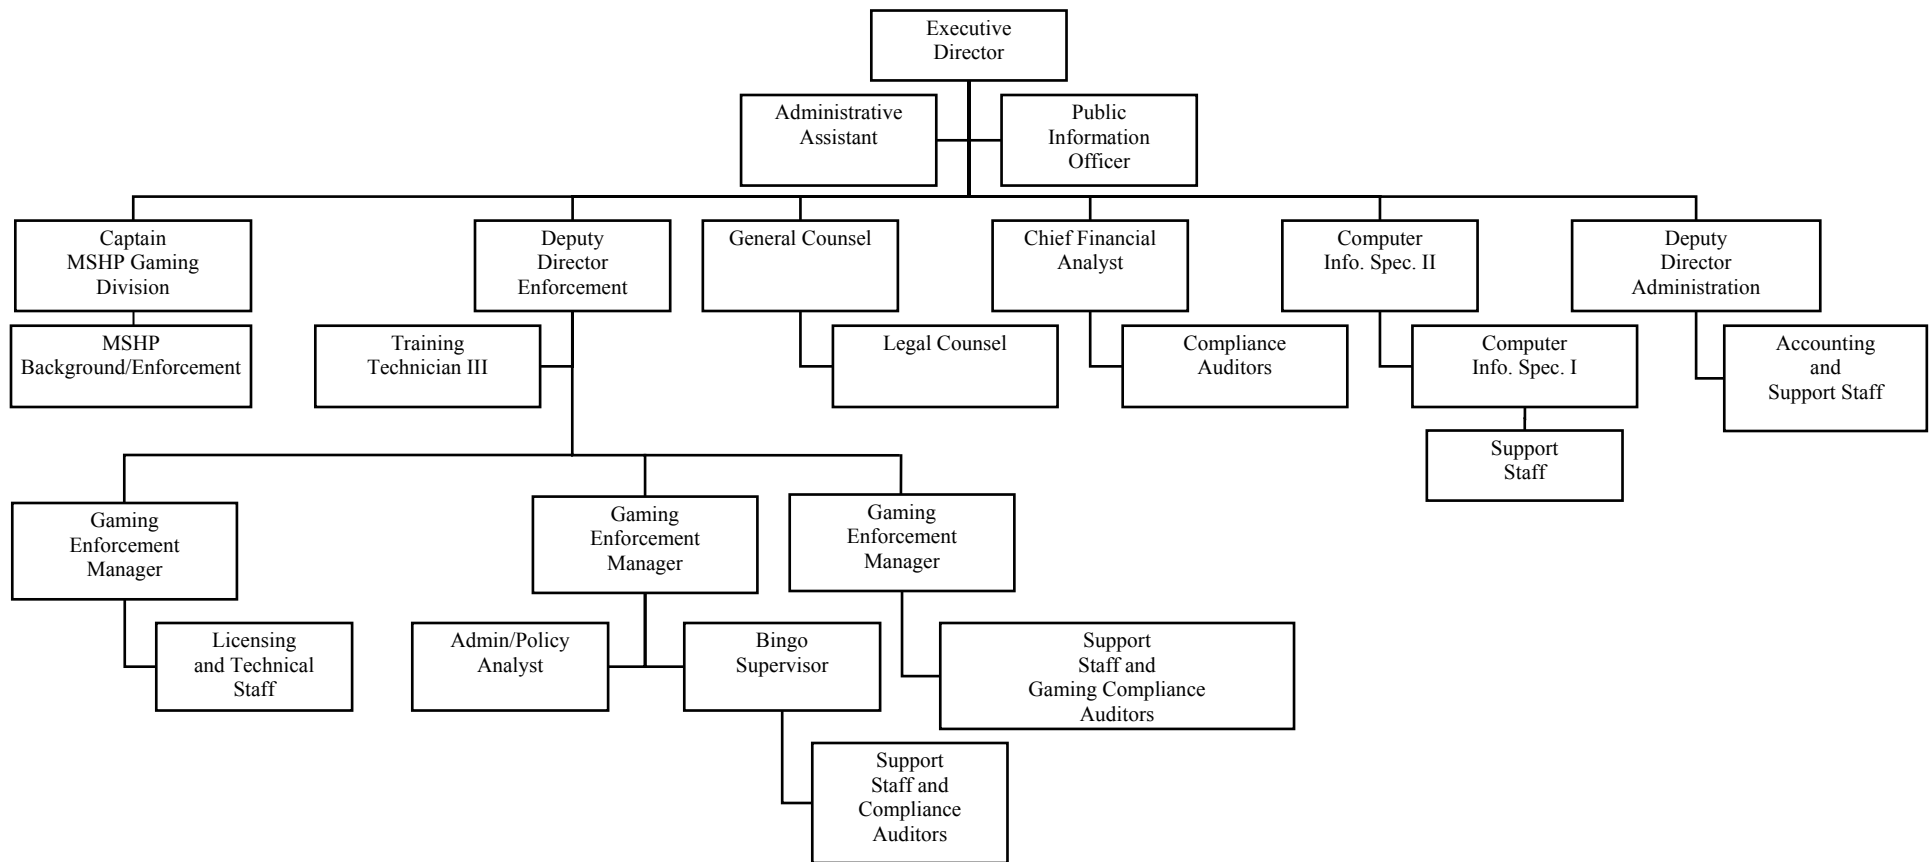 Executive
Director
Administrative
Assistant
Public
Information
Officer
Captain
MSHP Gaming
Division
Deputy
Director
Enforcement
General Counsel
Chief Financial
Analyst
Computer
Info. Spec. II
Deputy
Director
Administration
MSHP
Background/Enforcement
Training
Technician III
Legal Counsel
Compliance
Auditors
Computer
Info. Spec. I
Accounting
and
Support Staff
Support
Staff
Gaming
Enforcement
Manager
Gaming
Enforcement
Manager
Gaming
Enforcement
Manager
Licensing
and Technical
Staff
Admin/Policy
Analyst
Bingo
Supervisor
Support
Staff and
Gaming Compliance
Auditors
Support
Staff and
Compliance
Auditors